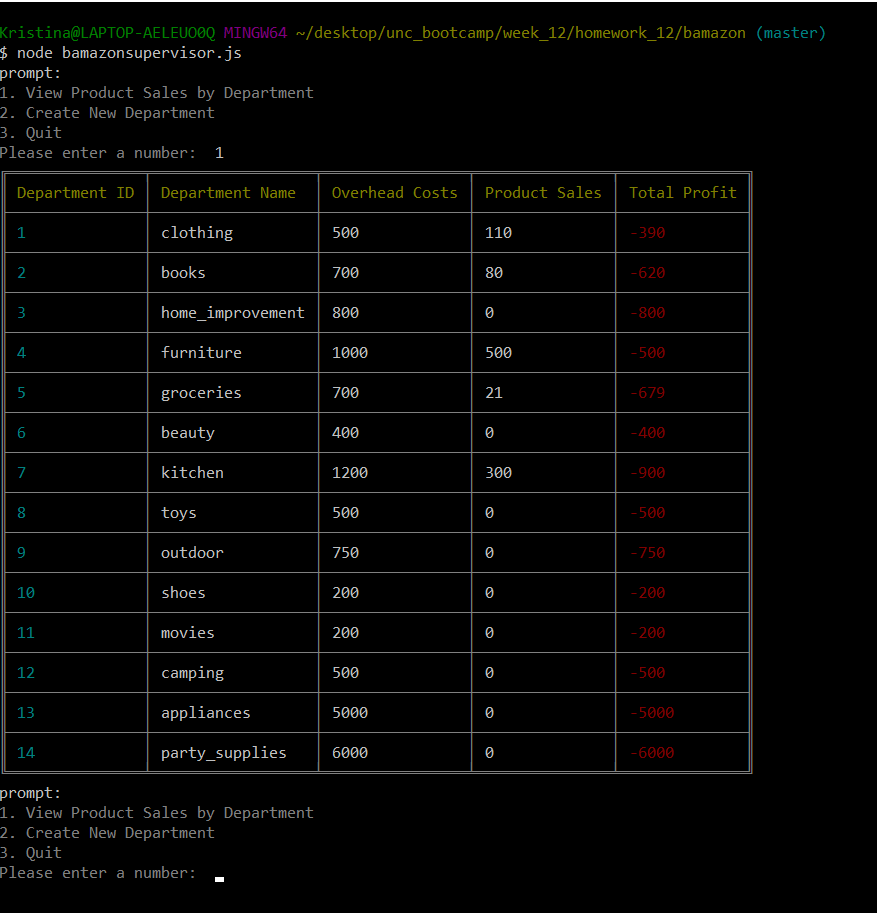 Kristina@LAPTOP-AELEUO0Q MINGW64 ~/desktop/unc_bootcamp/week_12/homework_12/bamazon (master)
$ node bamazonsupervisor.js
prompt:
1. View Product Sales by Department
2. Create New Department
3. Quit
Please enter a number:  1
Department ID Department Name Overhead Costs Product Sales Total Profit
1 clothing 500 110 -390
2 books 700 80 -620
3 home_improvement 800 0 -800
4 furniture 1000 500 -500
5 groceries 700 21 -679
6 beauty 400 0 -400
7 kitchen 1200 300 -900
8 toys 500 0 -500
9 outdoor 750 0 -750
10 shoes 200 0 -200
11 movies 200 0 -200
12 camping 500 0 -500
13 appliances 5000 0 -5000
14 party_supplies 6000 0 -6000
prompt:
1. View Product Sales by Department
2. Create New Department
3. Quit
Please enter a number: